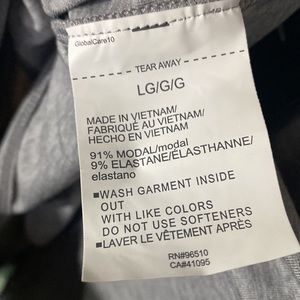 GlobalCare10
TEAR AWAY
LG/G/G
MADE IN VIETNAM/
FABRIQUÉ AU VIETNAM/
HECHO EN VIETNAM
91% MODAL/modal
9% ELASTANE/ÉLASTHANNE/
elastano
■WASH GARMENT INSIDE
OUT
WITH LIKE COLORS
DO NOT USE SOFTENERS
■LAVER LE VÊTEMENT APRÈS
RN#96510
CA#41095